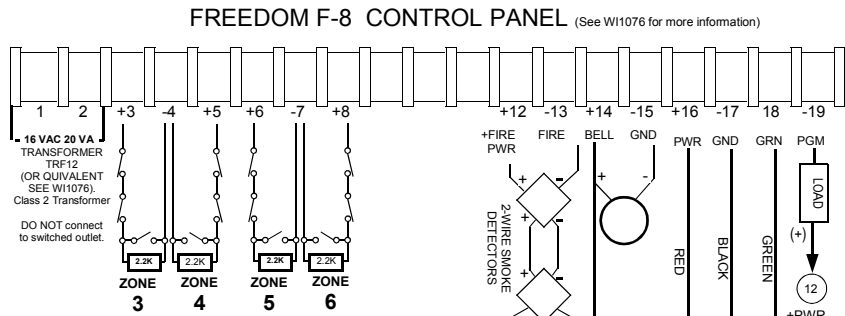 FREEDOM F-8 CONTROL PANEL (See WI1076 for more information)
1 2 +3 -4 +5 +6 -7 +8 +12 -13 +14 -15 +16 -17 18 -19
16 VAC 20 VA
TRANSFORMER
TRF12
(OR QUIVALENT
SEE WI1076).
Class 2 Transformer
DO NOT connect
to switched outlet.
2.2K 2.2K 2.2K 2.2K
ZONE ZONE ZONE ZONE
3 4 5 6
+FIRE FIRE BELL GND PWR GND GRN PGM
PWR
+ - + -
2-WIRE SMOKE
DETECTORS
+ -
+ -
RED
BLACK
GREEN
LOAD
(+)
12
+PWR